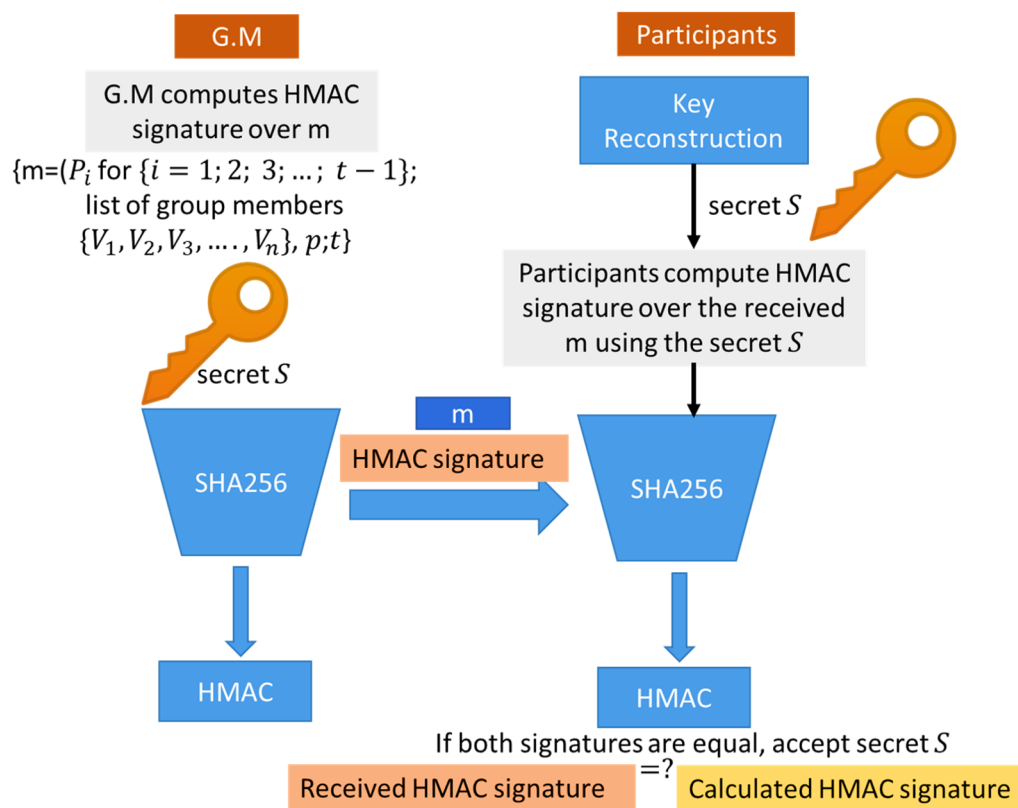 G.M
G.M computes HMAC
signature over m
{m=(P_i for {i = 1; 2; 3; …; t − 1};
list of group members
{V_1, V_2, V_3, …., V_n}, p;t}
secret S
SHA256
HMAC
m
HMAC signature
Participants
Key
Reconstruction
secret S
Participants compute HMAC
signature over the received
m using the secret S
SHA256
HMAC
If both signatures are equal, accept secret S
Received HMAC signature =? Calculated HMAC signature